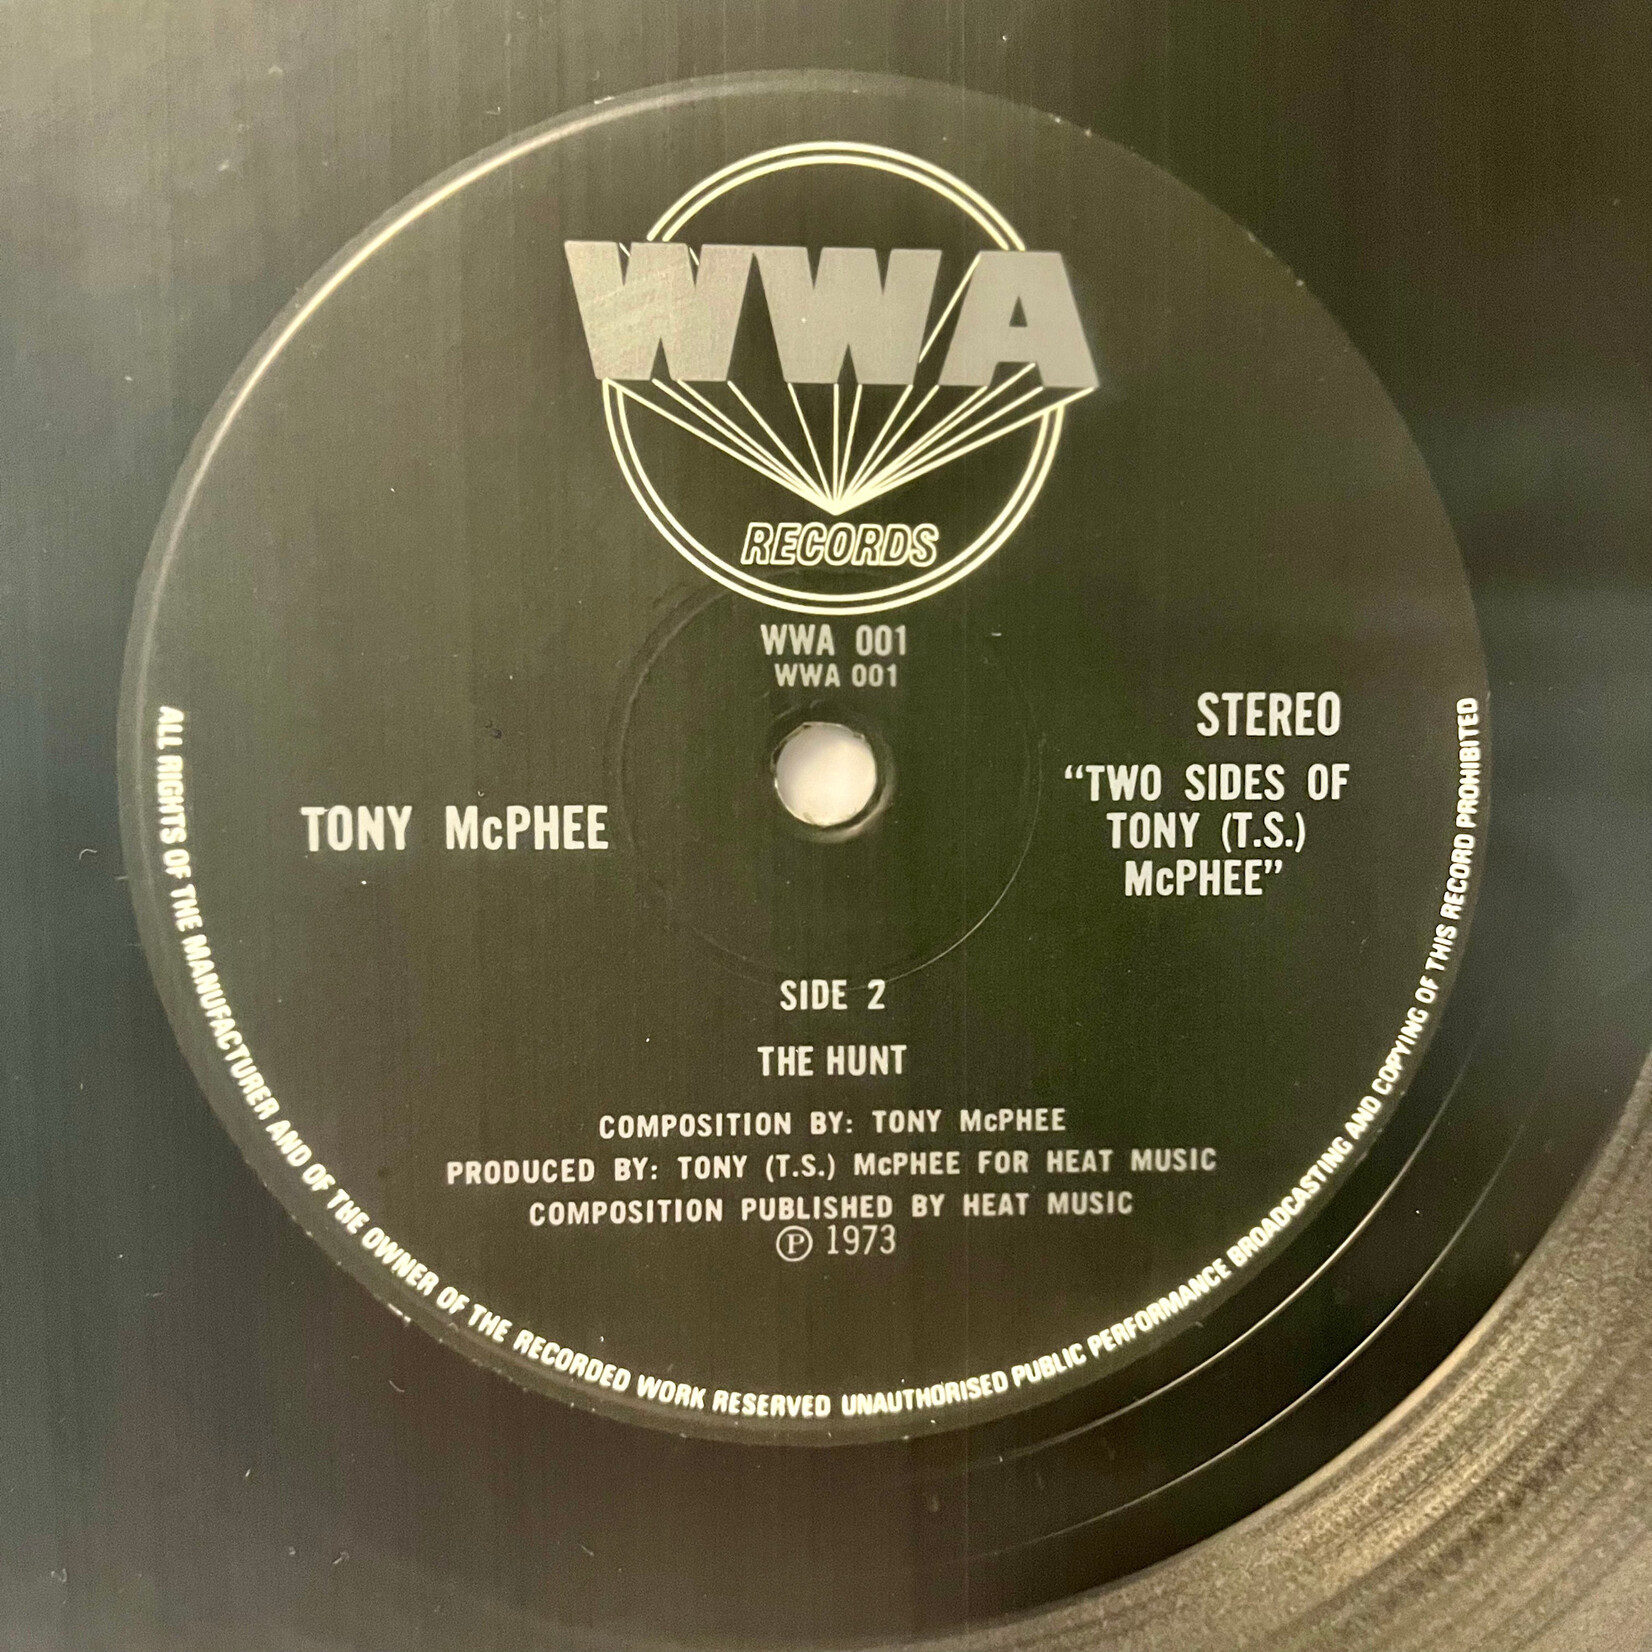 WWA
RECORDS
WWA 001
WWA 001
STEREO
"TWO SIDES OF
TONY (T.S.)
McPHEE"
TONY McPHEE
SIDE 2
THE HUNT
COMPOSITION BY: TONY McPHEE
PRODUCED BY: TONY (T.S.) McPHEE FOR HEAT MUSIC
COMPOSITION PUBLISHED BY HEAT MUSIC
℗ 1973
ALL RIGHTS OF THE MANUFACTURER AND OF THE OWNER OF THE RECORDED WORK RESERVED UNAUTHORISED PUBLIC PERFORMANCE BROADCASTING AND COPYING OF THIS RECORD PROHIBITED